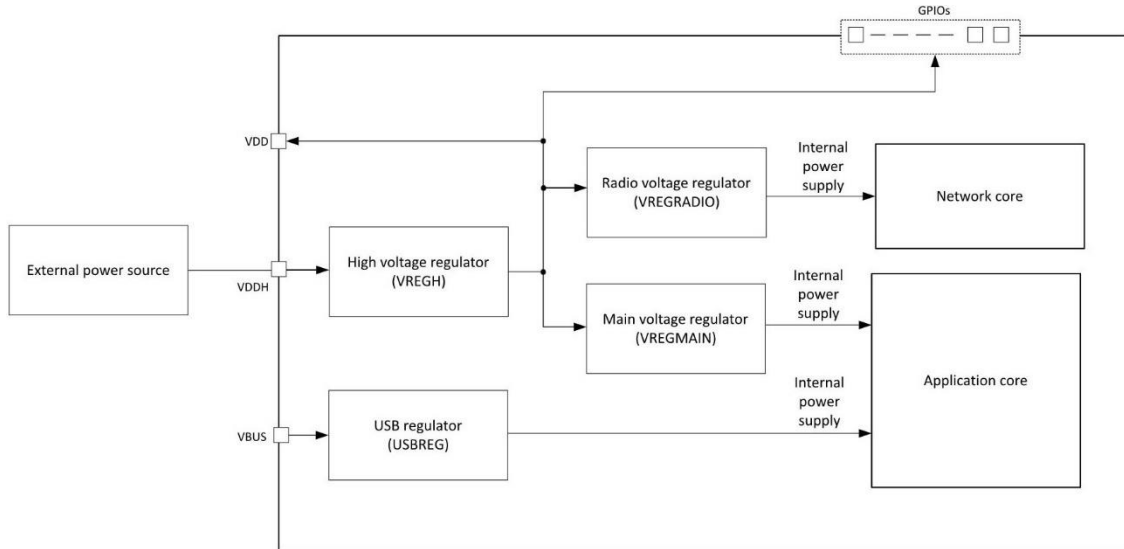 GPIOs
VDD
Radio voltage regulator
(VREGRADIO)
Internal
power
supply
Network core
External power source
VDDH
High voltage regulator
(VREGH)
Main voltage regulator
(VREGMAIN)
Internal
power
supply
Application core
VBUS
USB regulator
(USBREG)
Internal
power
supply